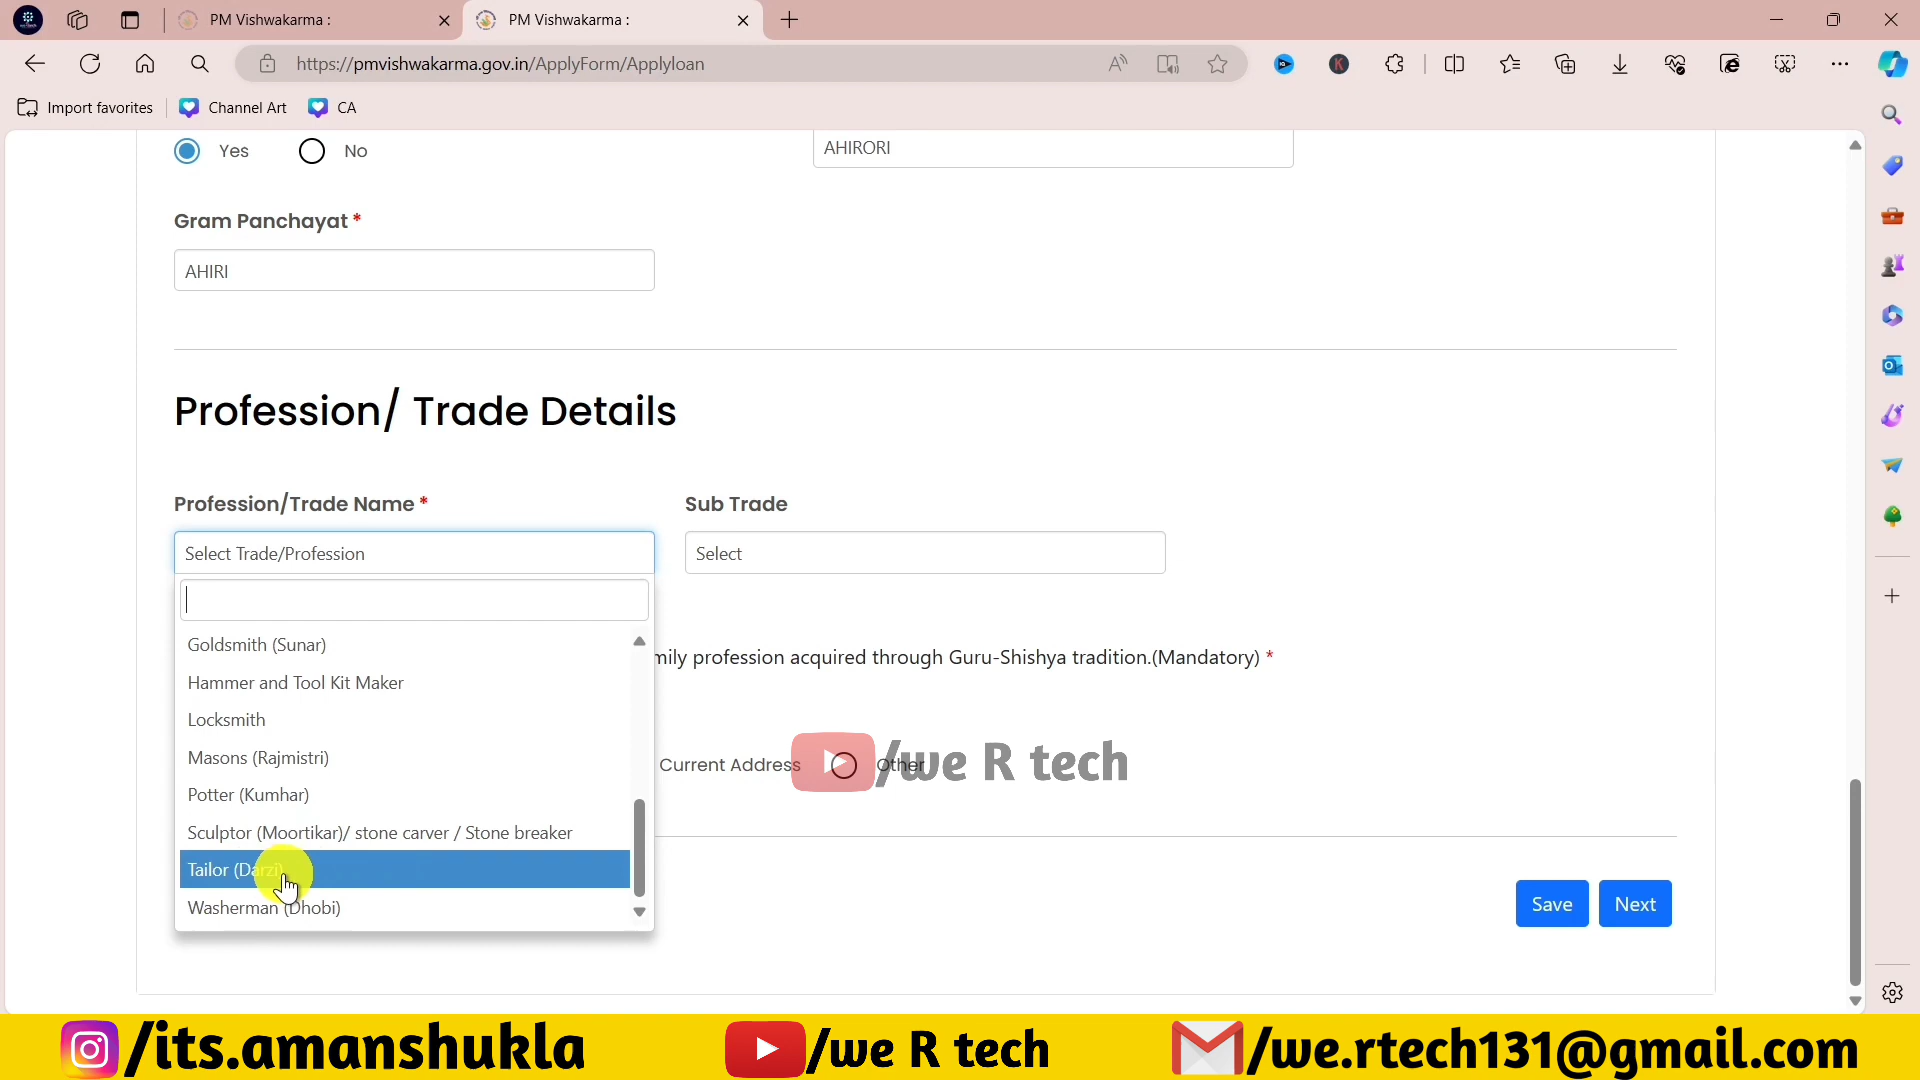 PM Vishwakarma :
PM Vishwakarma :
https://pmvishwakarma.gov.in/ApplyForm/Applyloan
Import favorites
Channel Art
CA
Yes
No
AHIRORI
Gram Panchayat *
AHIRI
Profession/ Trade Details
Profession/Trade Name *
Sub Trade
Select Trade/Profession
Select
Goldsmith (Sunar)
mily profession acquired through Guru-Shishya tradition.(Mandatory) *
Hammer and Tool Kit Maker
Locksmith
Masons (Rajmistri)
Current Address
Other
/we R tech
Potter (Kumhar)
Sculptor (Moortikar)/ stone carver / Stone breaker
Tailor (Darzi)
Washerman (Dhobi)
Save
Next
/its.amanshukla
/we R tech
/we.rtech131@gmail.com